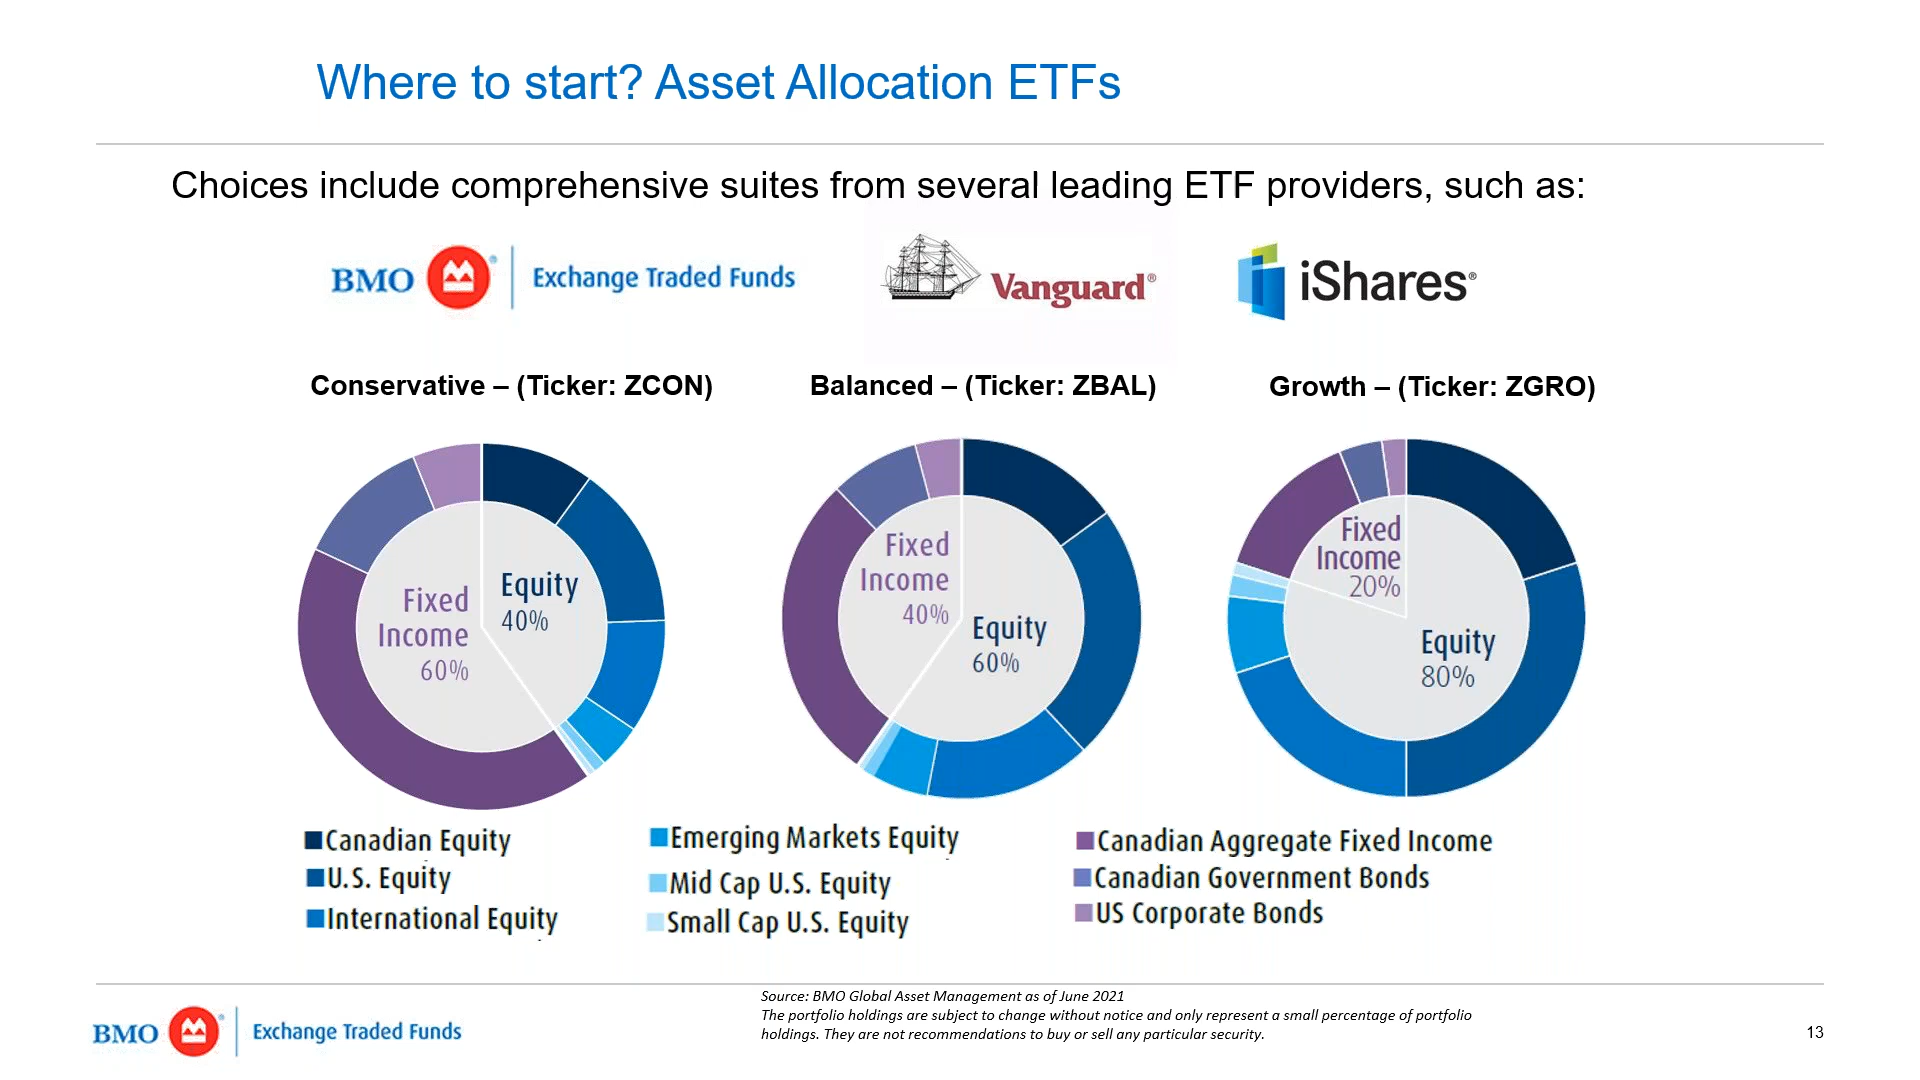 Where to start? Asset Allocation ETFs
Choices include comprehensive suites from several leading ETF providers, such as:
BMO Exchange Traded Funds
Vanguard®
iShares®
Conservative – (Ticker: ZCON)
Balanced – (Ticker: ZBAL)
Growth – (Ticker: ZGRO)
Fixed
Income
60%
Equity
40%
Fixed
Income
40%
Equity
60%
Fixed
Income
20%
Equity
80%
Canadian Equity
U.S. Equity
International Equity
Emerging Markets Equity
Mid Cap U.S. Equity
Small Cap U.S. Equity
Canadian Aggregate Fixed Income
Canadian Government Bonds
US Corporate Bonds
BMO ® Exchange Traded Funds
Source: BMO Global Asset Management as of June 2021
The portfolio holdings are subject to change without notice and only represent a small percentage of portfolio
holdings. They are not recommendations to buy or sell any particular security.
13